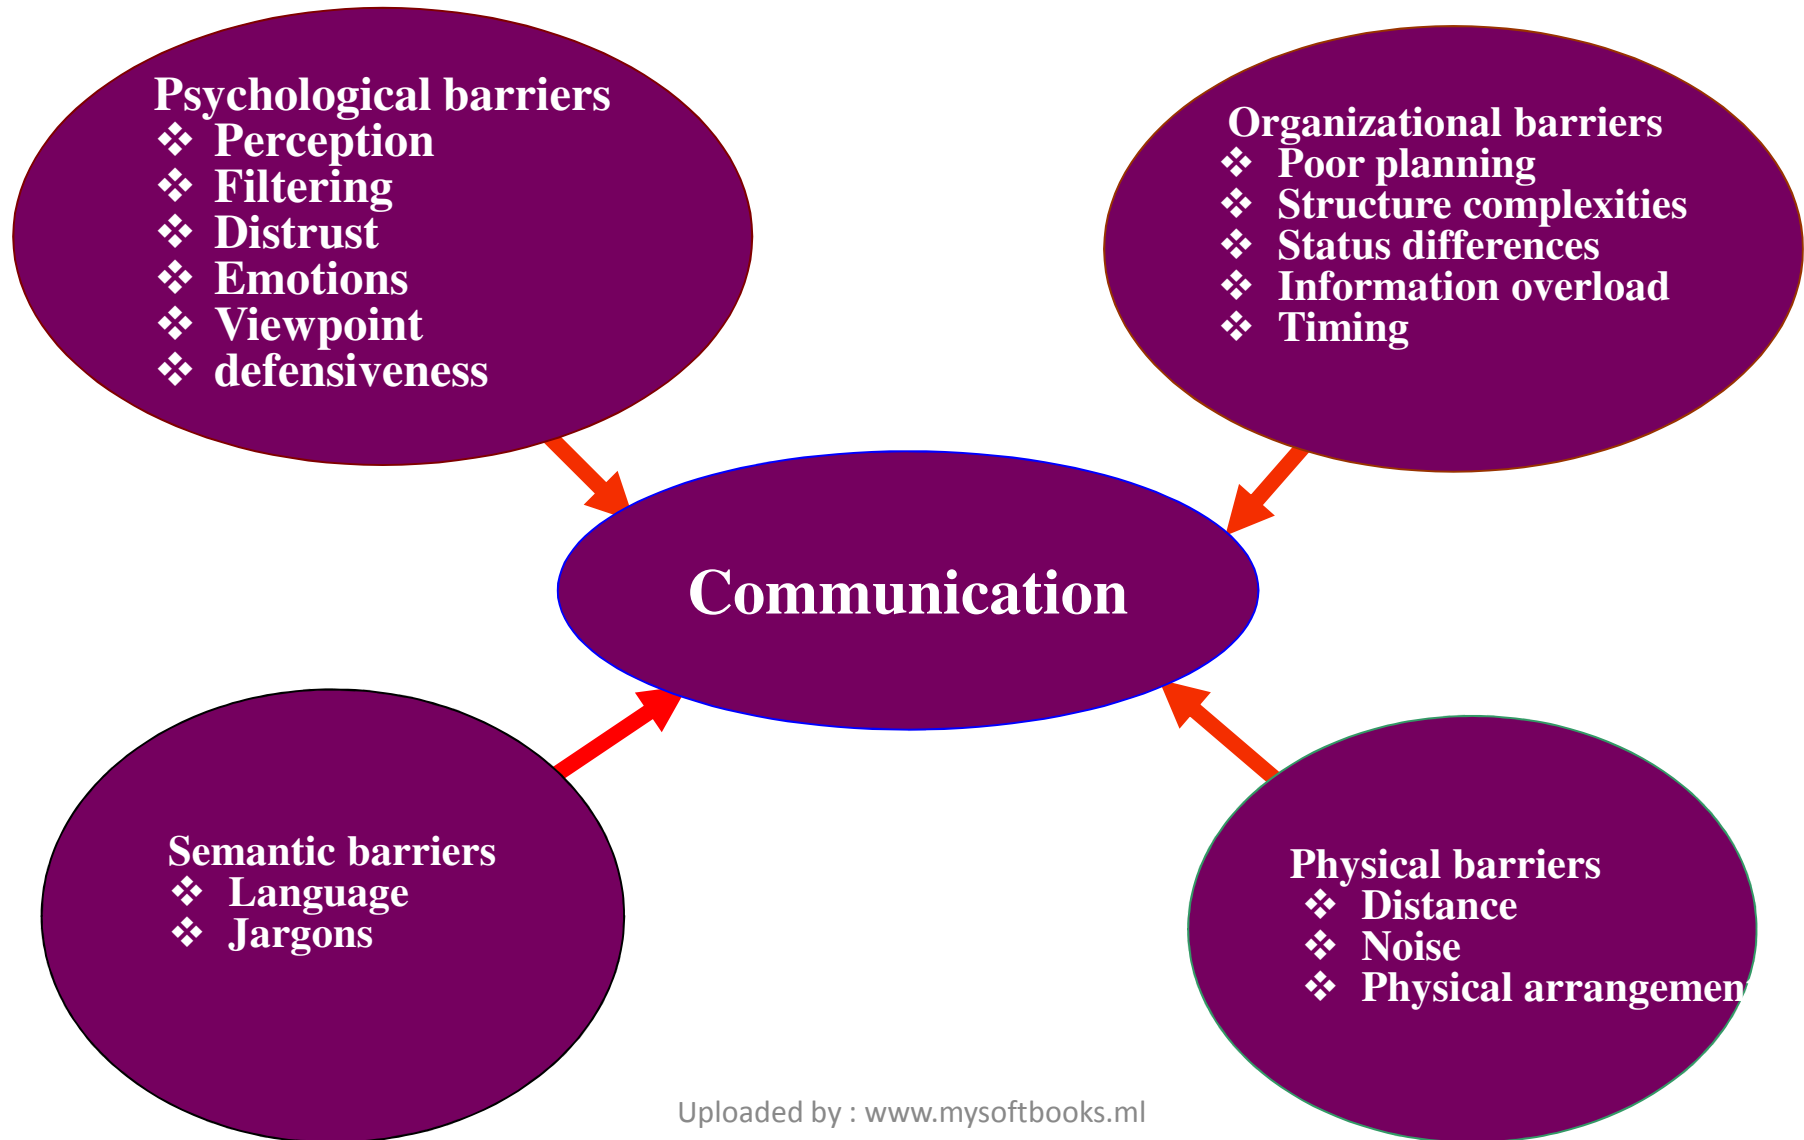 Psychological barriers
❖ Perception
❖ Filtering
❖ Distrust
❖ Emotions
❖ Viewpoint
❖ defensiveness
Organizational barriers
❖ Poor planning
❖ Structure complexities
❖ Status differences
❖ Information overload
❖ Timing
Communication
Semantic barriers
❖ Language
❖ Jargons
Physical barriers
❖ Distance
❖ Noise
❖ Physical arrangemen
Uploaded by : www.mysoftbooks.ml